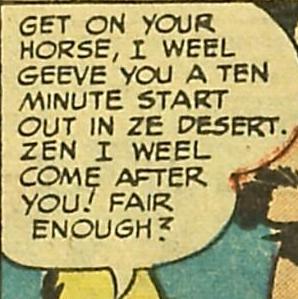 GET ON YOUR
HORSE, I WEEL
GEEVE YOU A TEN
MINUTE START
OUT IN ZE DESERT.
ZEN I WEEL
COME AFTER
YOU! FAIR
ENOUGH?